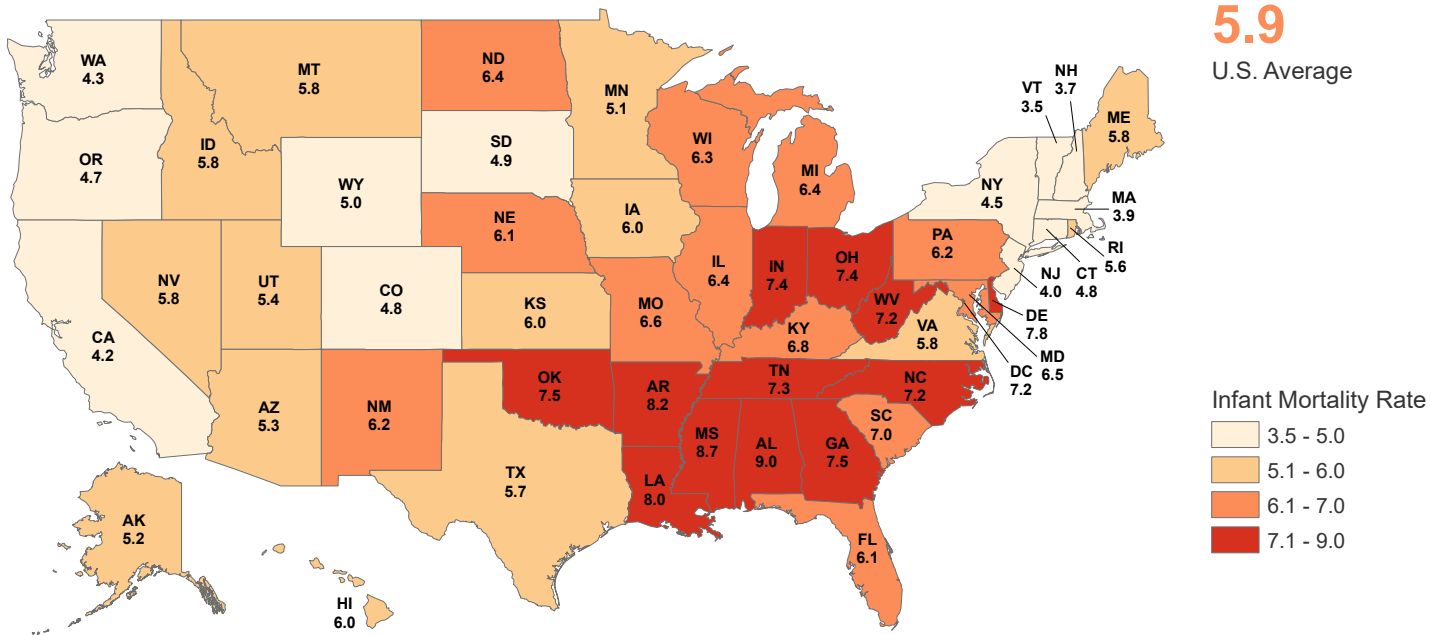 5.9
U.S. Average
WA
4.3
MT
5.8
ND
6.4
MN
5.1
VT
3.5
NH
3.7
ME
5.8
OR
4.7
ID
5.8
SD
4.9
WI
6.3
MI
6.4
WY
5.0
NY
4.5
MA
3.9
NE
6.1
IA
6.0
PA
6.2
RI
5.6
NV
5.8
UT
5.4
CO
4.8
KS
6.0
MO
6.6
IL
6.4
IN
7.4
OH
7.4
NJ
4.0
CT
4.8
WV
7.2
DE
7.8
CA
4.2
KY
6.8
VA
5.8
MD
6.5
DC
7.2
AZ
5.3
NM
6.2
OK
7.5
AR
8.2
TN
7.3
NC
7.2
SC
7.0
MS
8.7
AL
9.0
GA
7.5
TX
5.7
LA
8.0
FL
6.1
AK
5.2
HI
6.0
Infant Mortality Rate
3.5 - 5.0
5.1 - 6.0
6.1 - 7.0
7.1 - 9.0